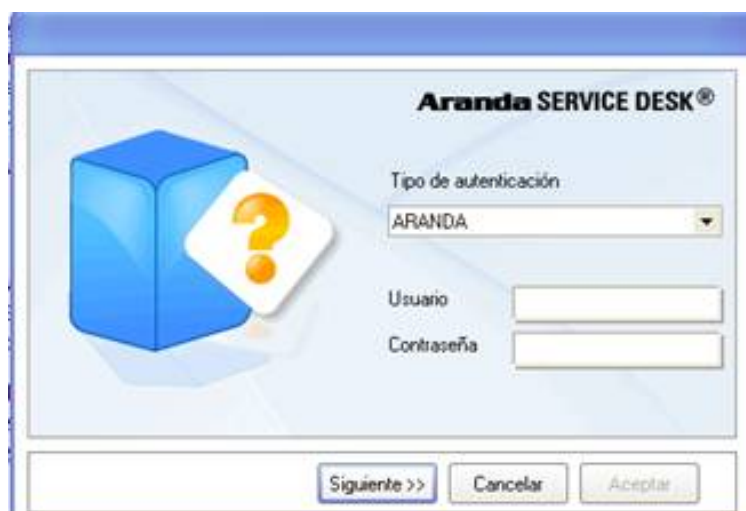 Aranda SERVICE DESK®
Tipo de autenticación
ARANDA
Usuario
Contraseña
Siguiente >> Cancelar Aceptar